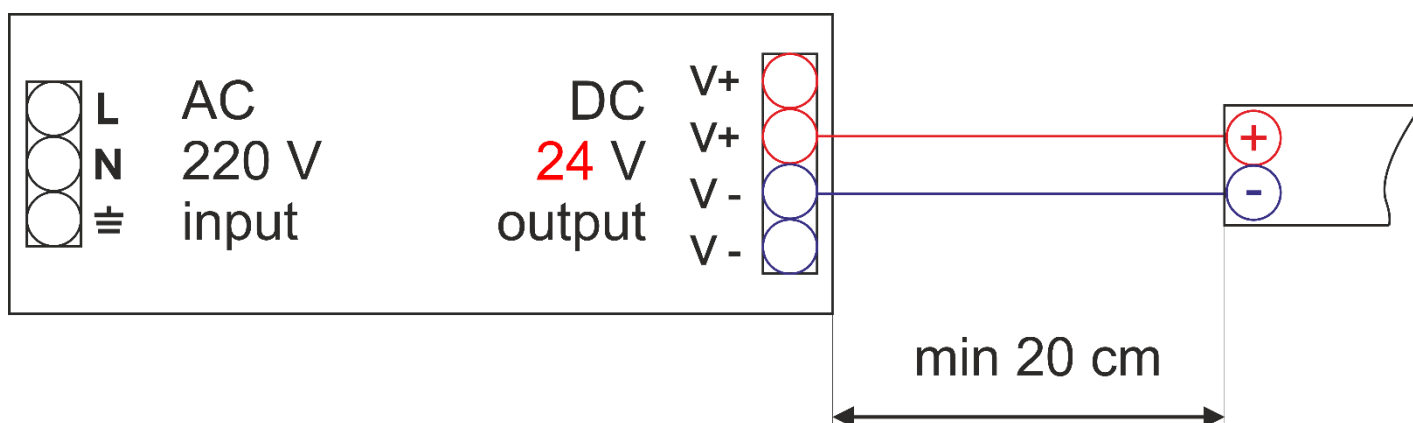 L
N
AC
220 V
input
DC
24 V
output
V+
V+
V -
V -
+
-
min 20 cm